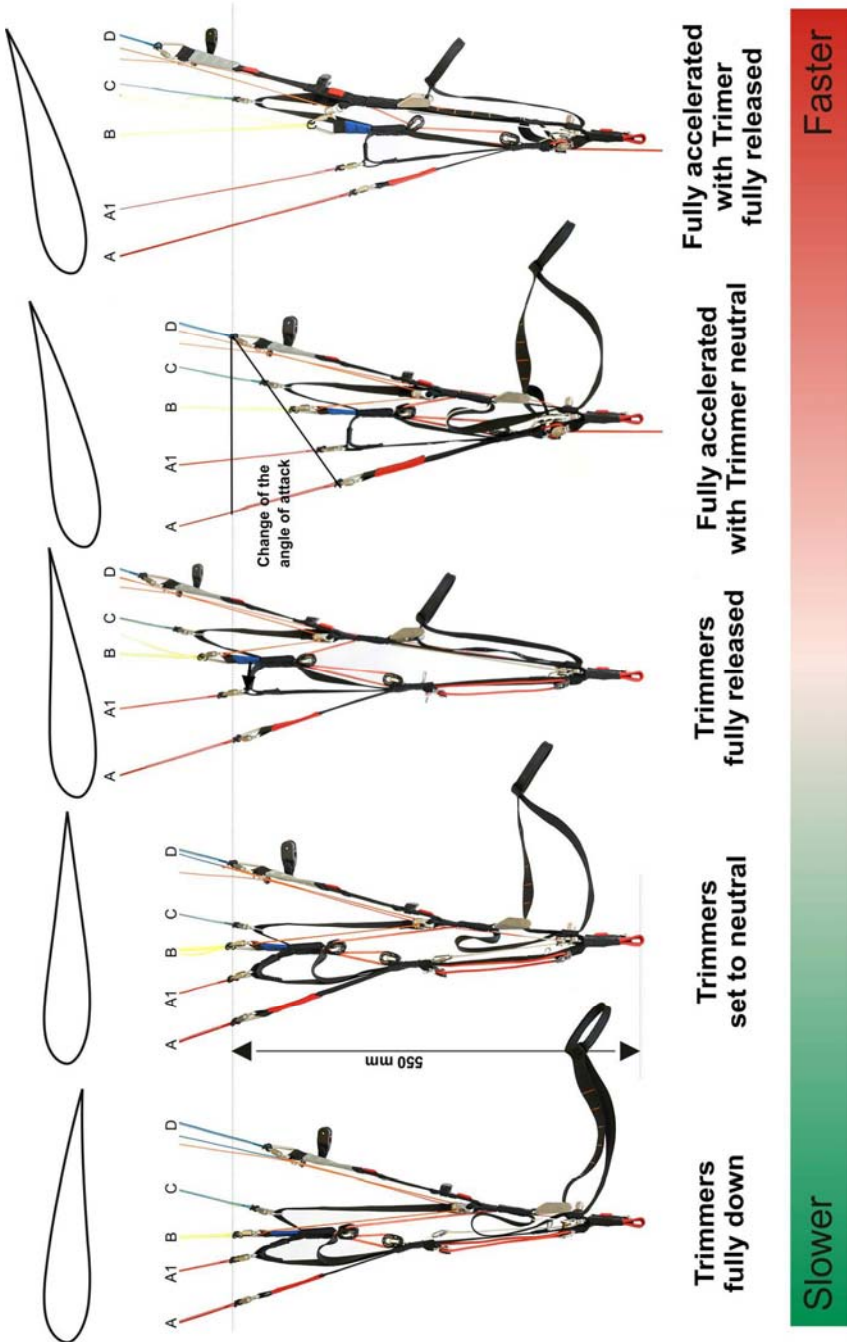 A
A1
B
C
D
Trimmers
fully down
A
A1
B
C
D
550 mm
Trimmers
set to neutral
A
A1
B
C
D
Trimmers
fully released
A
A1
B
C
D
Change of the
angle of attack
Fully accelerated
with Trimmer neutral
A
A1
B
C
D
Fully accelerated
with Trimer
fully released
Slower
Faster